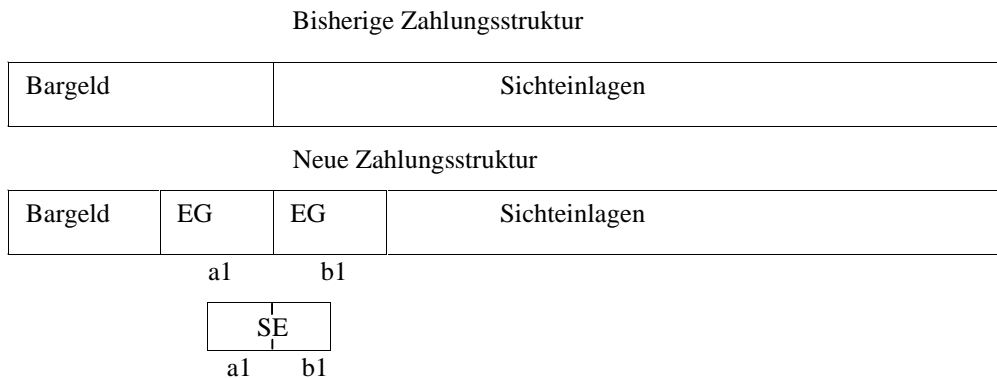 Bisherige Zahlungsstruktur
Bargeld Sichteinlagen
Neue Zahlungsstruktur
Bargeld EG EG Sichteinlagen
a1 b1
SE
a1 b1